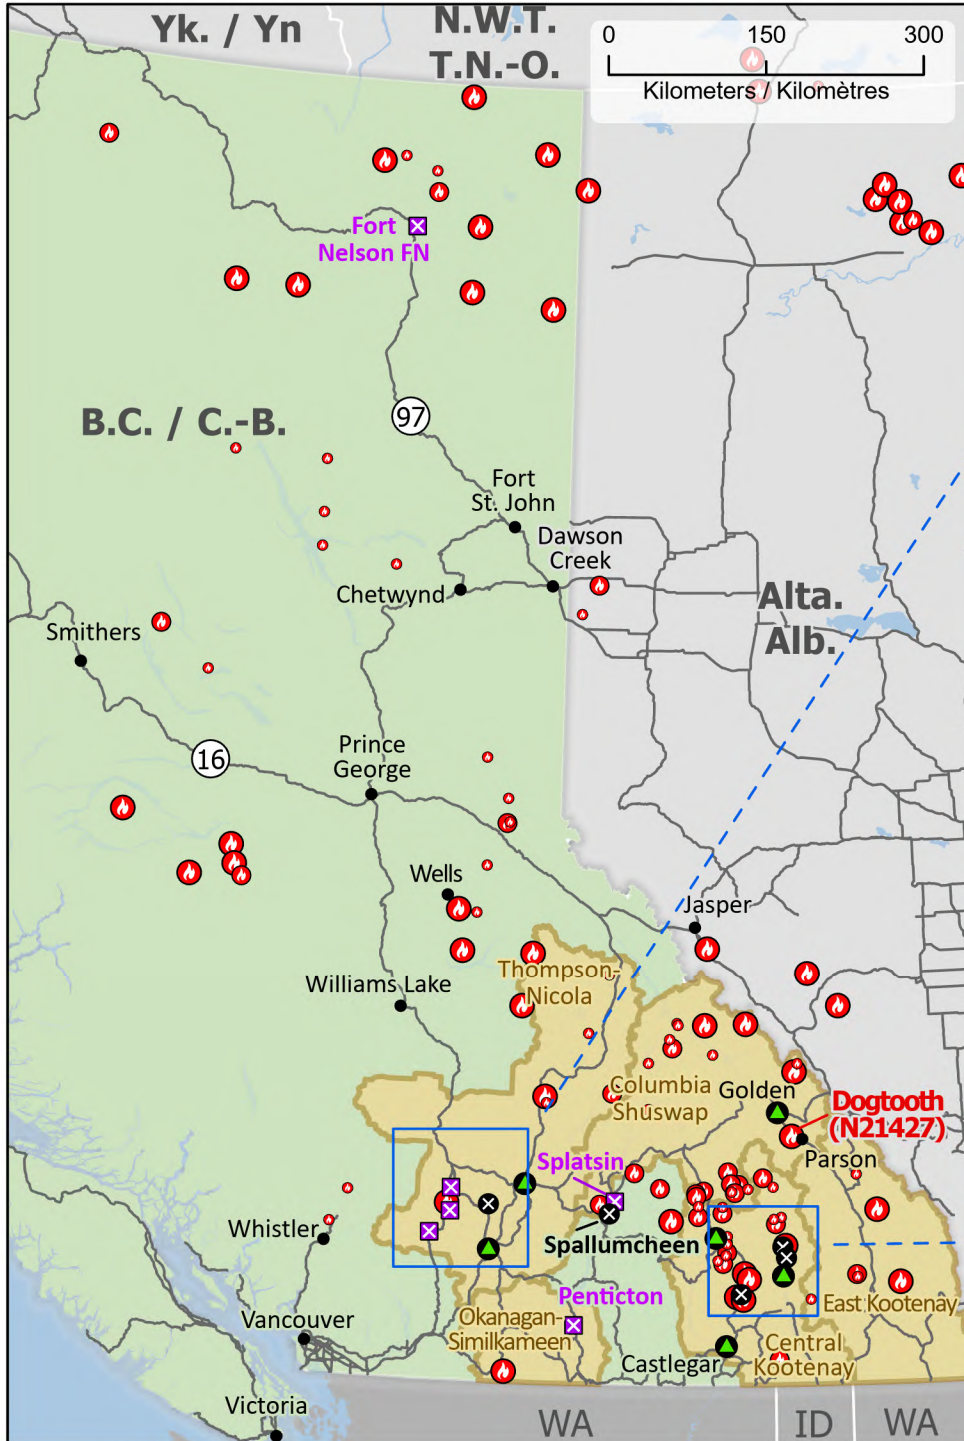 Yk. / Yn
N.W.T.
T.N.-O.
0 150 300
Kilometers / Kilomètres
Fort
Nelson FN
B.C. / C.-B.
97
Fort
St. John
Dawson
Creek
Chetwynd
Alta.
Alb.
Smithers
Prince
George
16
Wells
Jasper
Williams Lake
Thompson-
Nicola
Columbia
Shuswap
Golden
Dogtooth
(N21427)
Parson
Splatsin
Whistler
Spallumcheen
Penticton
East Kootenay
Okanagan-
Similkameen
Vancouver
Central
Kootenay
Castlegar
Victoria
WA
ID
WA